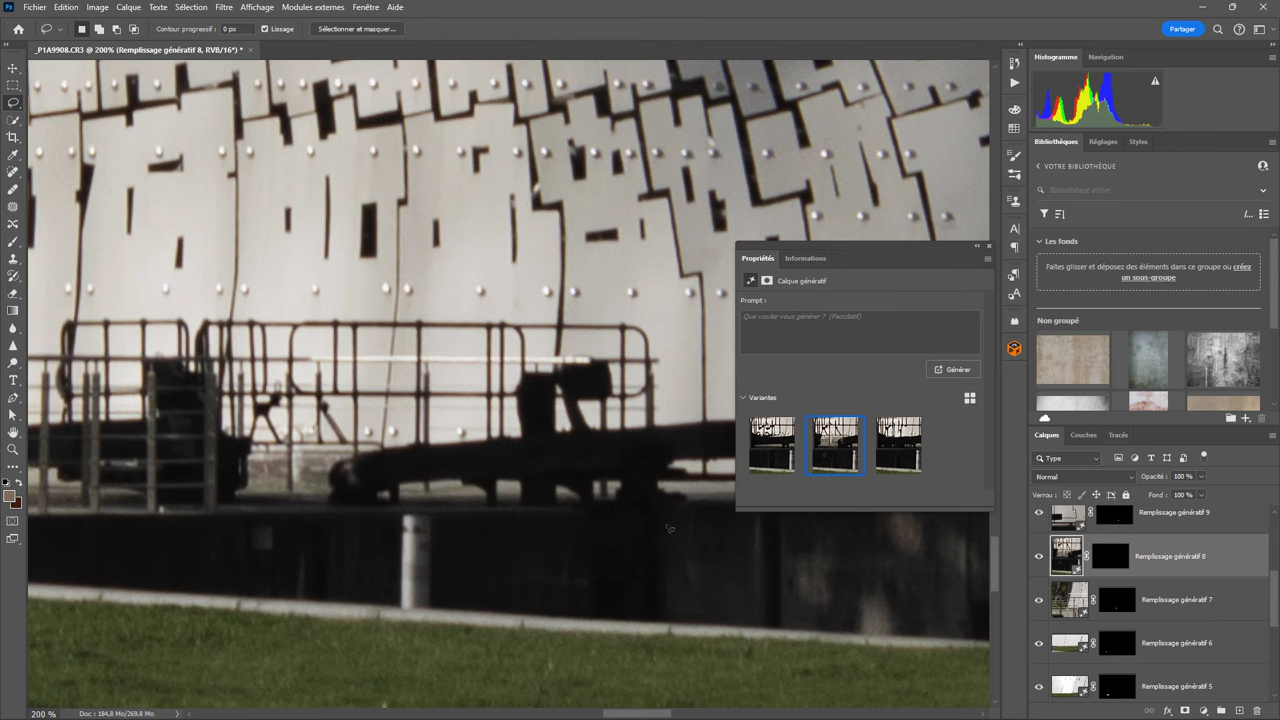 Ps Fichier Edition Image Calque Texte Sélection Filtre Affichage Modules externes Fenêtre Aide
Contour progressif : 0 px Lissage Sélectionner et masquer... Partager
_P1A9908.CR3 @ 200% (Remplissage génératif 8, RVB/16*) *
Histogramme Navigation
Bibliothèques Réglages Styles
VOTRE BIBLIOTHÈQUE
Bibliothèque active
Les fonds
Faites glisser et déposez des éléments dans ce groupe ou créez
un sous-groupe
Non groupé
Propriétés Informations
Calque génératif
Prompt :
Que voulez-vous générer ? (Facultatif)
Générer
Variantes
Calques Couches Tracés
Type
Normal Opacité : 100 %
Verrou : Fond : 100 %
Remplissage génératif 9
Remplissage génératif 8
Remplissage génératif 7
Remplissage génératif 6
Remplissage génératif 5
200 % Doc : 184,8 Mo/269,8 Mo